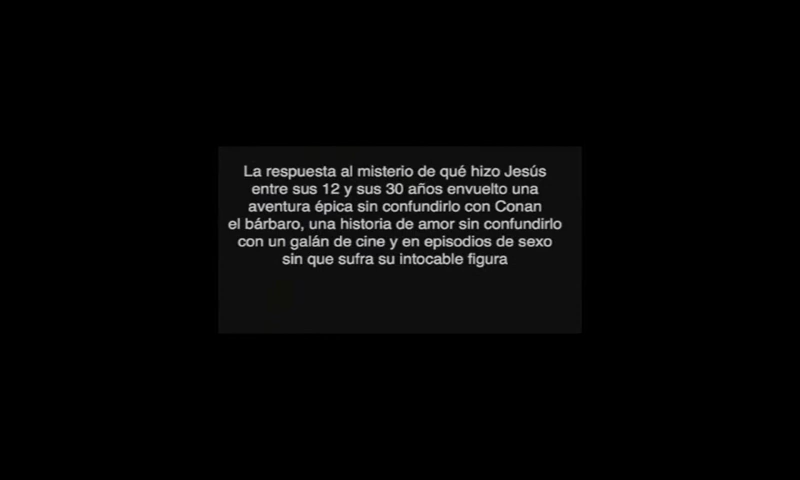 La respuesta al misterio de qué hizo Jesús
entre sus 12 y sus 30 años envuelto una
aventura épica sin confundirlo con Conan
el bárbaro, una historia de amor sin confundirlo
con un galán de cine y en episodios de sexo
sin que sufra su intocable figura